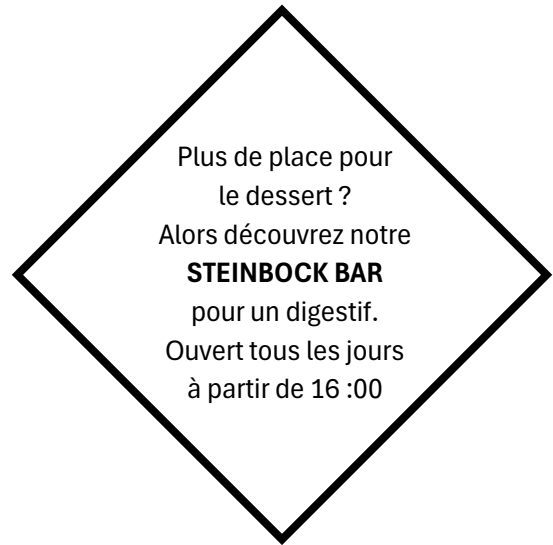 Plus de place pour
le dessert ?
Alors découvrez notre
STEINBOCK BAR
pour un digestif.
Ouvert tous les jours
à partir de 16 :00